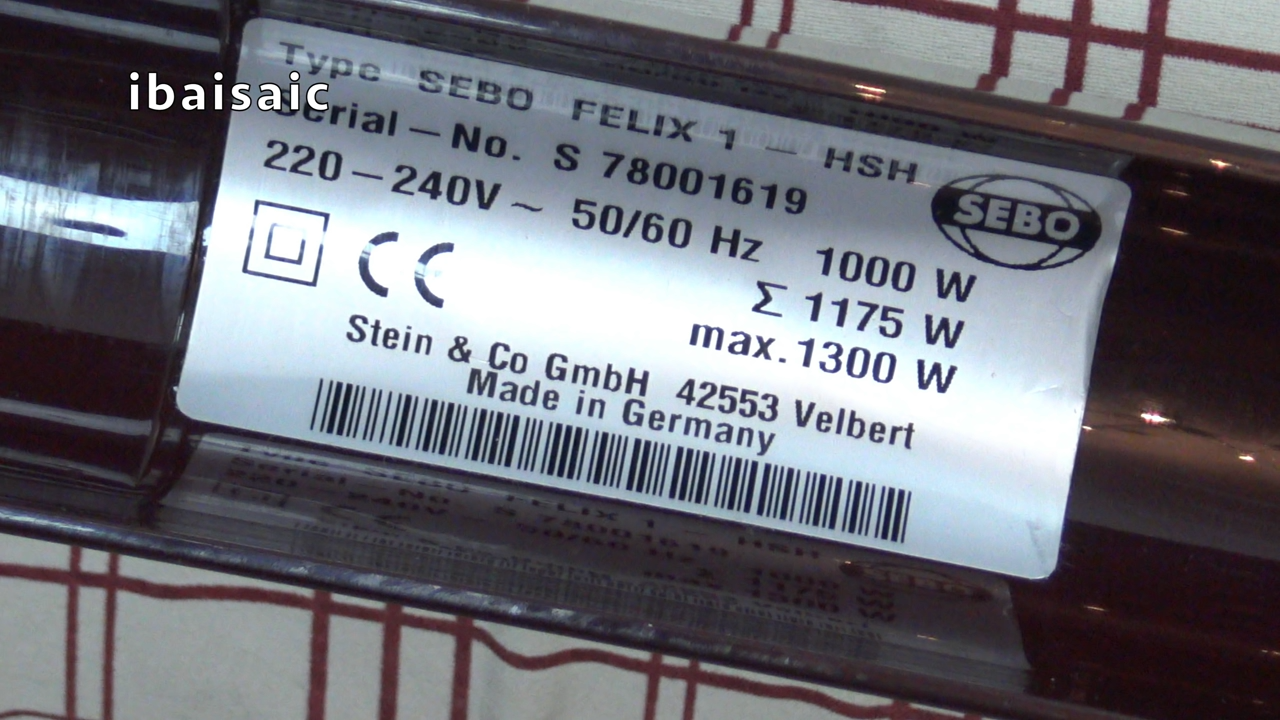 ibaisaic
Type SEBO FELIX 1 – HSH
Serial – No. S 78001619
220 – 240V ~ 50/60 Hz 1000 W
Σ 1175 W
max. 1300 W
SEBO
CE
Stein & Co GmbH 42553 Velbert
Made in Germany